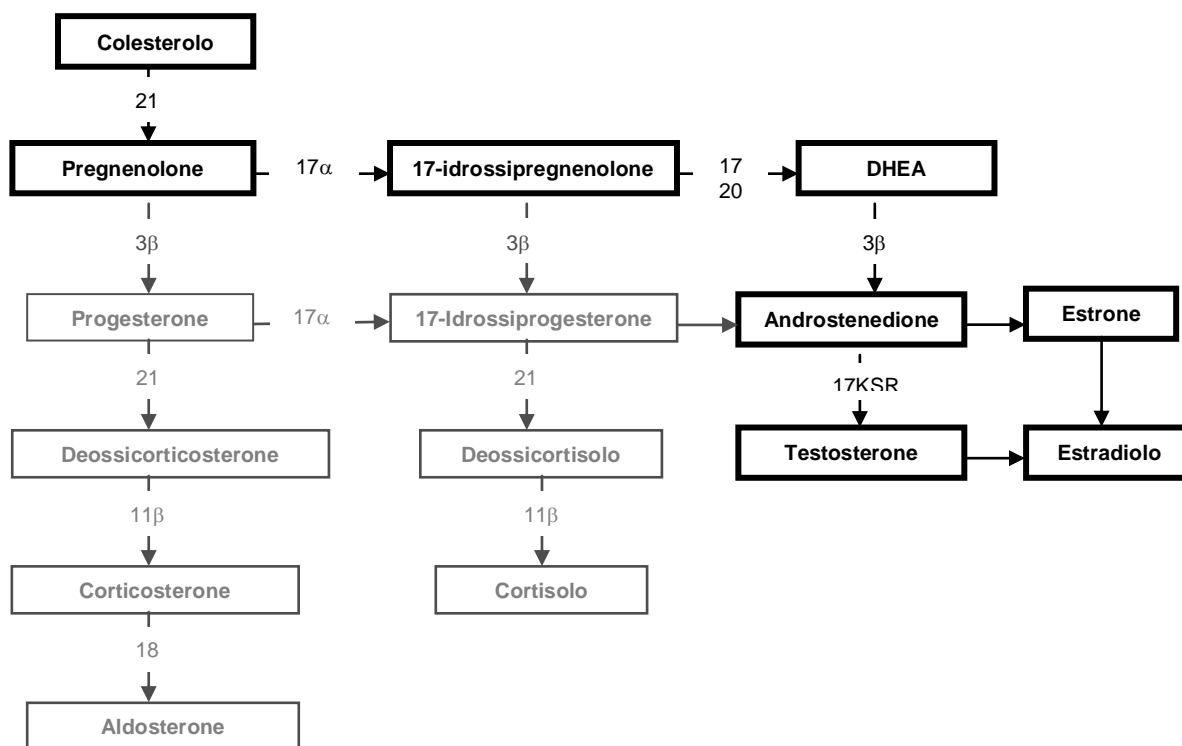 Colesterolo
21
Pregnenolone
17α
17-idrossipregnenolone
17
20
DHEA
3β
3β
3β
Progesterone
17α
17-Idrossiprogesterone
Androstenedione
Estrone
21
21
17KSR
Deossicorticosterone
Deossicortisolo
Testosterone
Estradiolo
11β
11β
Corticosterone
Cortisolo
18
Aldosterone